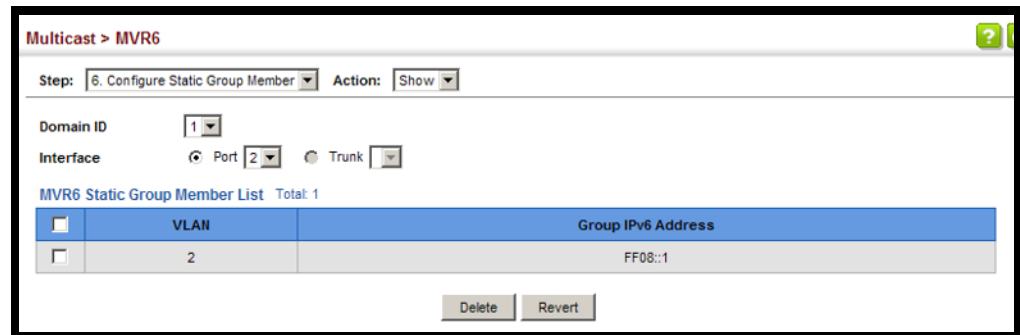 Multicast > MVR6
?
Step: 6. Configure Static Group Member Action: Show
Domain ID 1
Interface Port 2 Trunk
MVR6 Static Group Member List Total: 1
VLAN Group IPv6 Address
2 FF08::1
Delete Revert